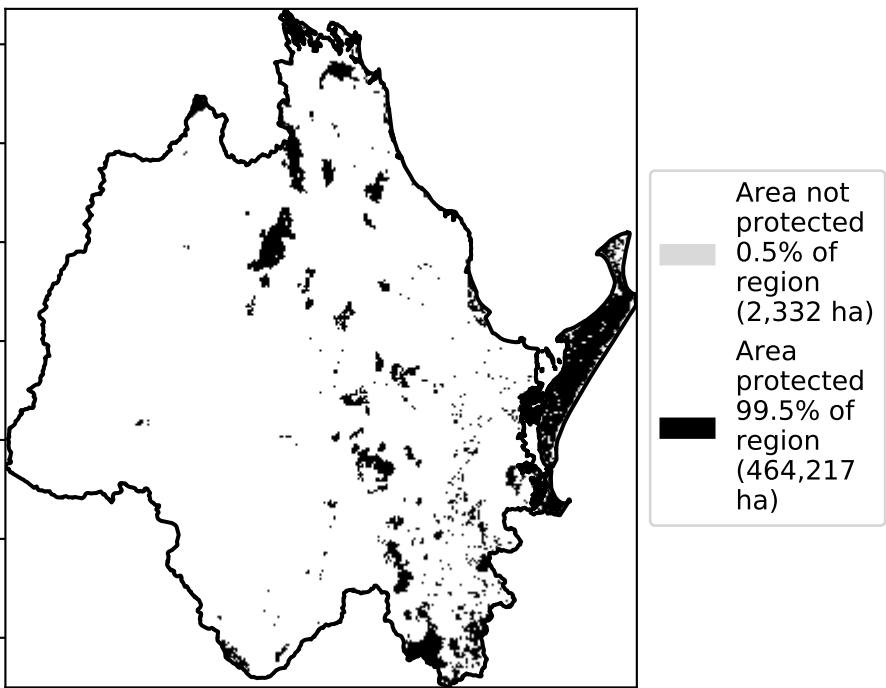 Area not
protected
0.5% of
region
(2,332 ha)
Area
protected
99.5% of
region
(464,217
ha)